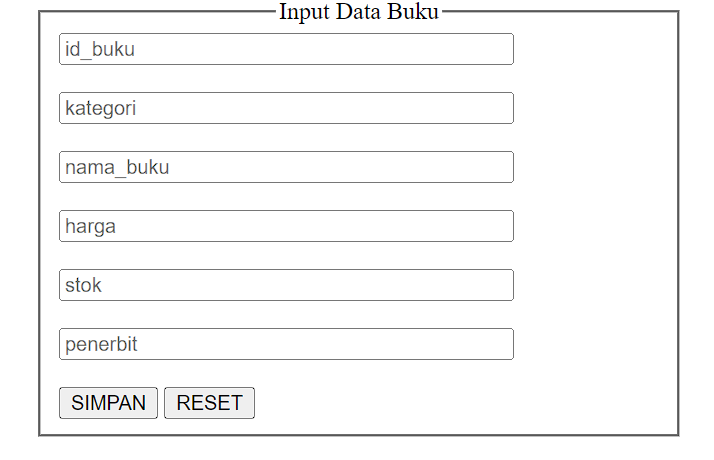 Input Data Buku
id_buku
kategori
nama_buku
harga
stok
penerbit
SIMPAN RESET